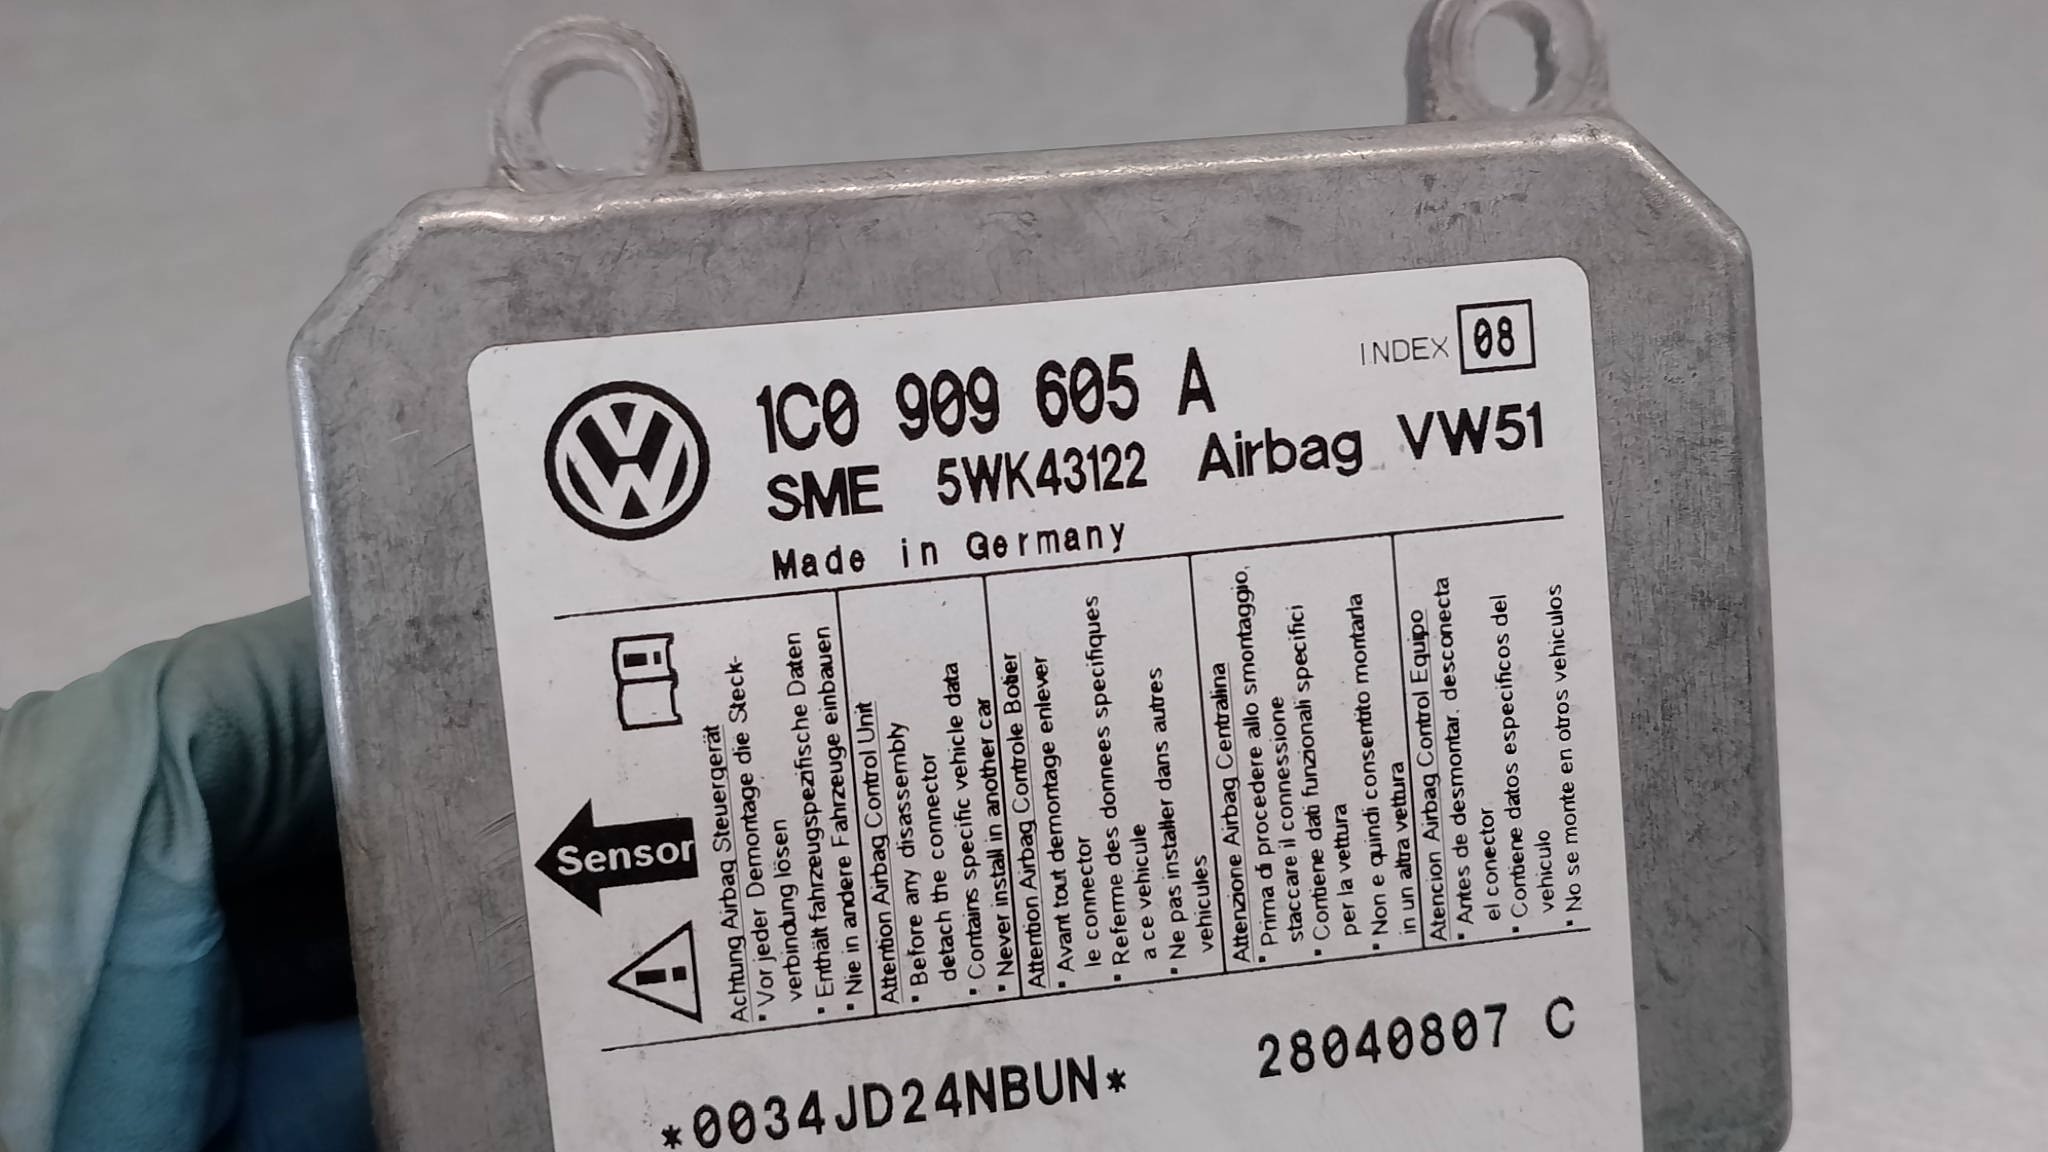 1C0 909 605 A
INDEX 08
SME 5WK43122 Airbag VW51
Made in Germany
Sensor
Achtung Airbag Steuergerät
▪ Vor jeder Demontage die Steck-
verbindung lösen
▪ Enthält fahrzeugspezifische Daten
▪ Nie in andere Fahrzeuge einbauen
Attention Airbag Control Unit
▪ Before any disassembly
detach the connector
▪ Contains specific vehicle data
▪ Never install in another car
Attention Airbag Controle Botier
▪ Avant tout demontage enlever
le connector
▪ Referme des donnees specifiques
a ce vehicule
▪ Ne pas installer dans autres
vehicules
Attenzione Airbag Centralina
▪ Prima di procedere allo smontaggio,
staccare il connessione
▪ Contiene dati funzionali specifici
per la vettura
▪ Non e quindi consentito montarla
in un altra vettura
Atencion Airbag Control Equipo
▪ Antes de desmontar, desconecta
el conector
▪ Contiene datos especificos del
vehiculo
▪ No se monte en otros vehiculos
*0034JD24NBUN* 28040807 C